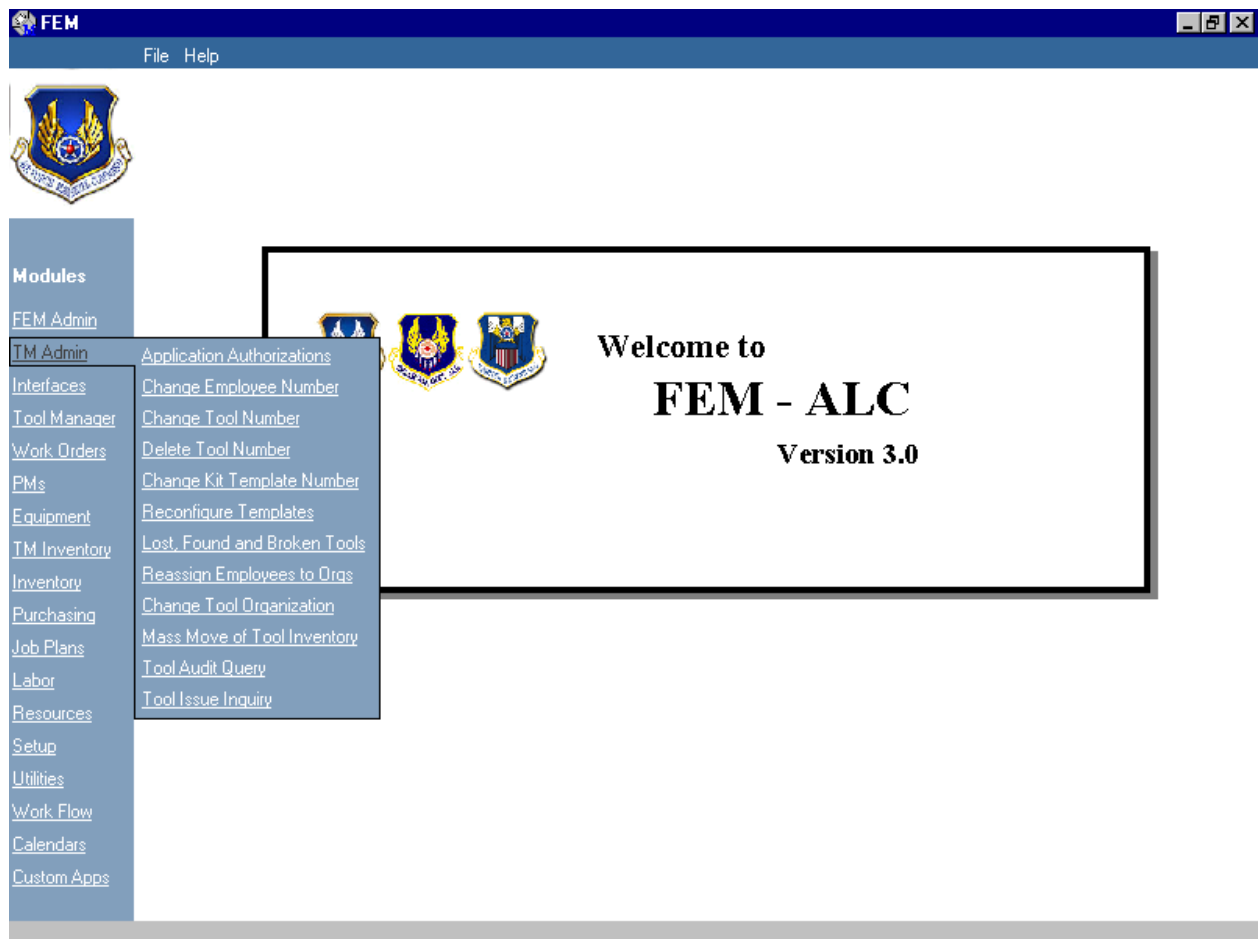 FEM
File Help
Modules
FEM Admin
TM Admin
Interfaces
Tool Manager
Work Orders
PMs
Equipment
TM Inventory
Inventory
Purchasing
Job Plans
Labor
Resources
Setup
Utilities
Work Flow
Calendars
Custom Apps
Application Authorizations
Change Employee Number
Change Tool Number
Delete Tool Number
Change Kit Template Number
Reconfigure Templates
Lost, Found and Broken Tools
Reassign Employees to Orgs
Change Tool Organization
Mass Move of Tool Inventory
Tool Audit Query
Tool Issue Inquiry
Welcome to
FEM - ALC
Version 3.0